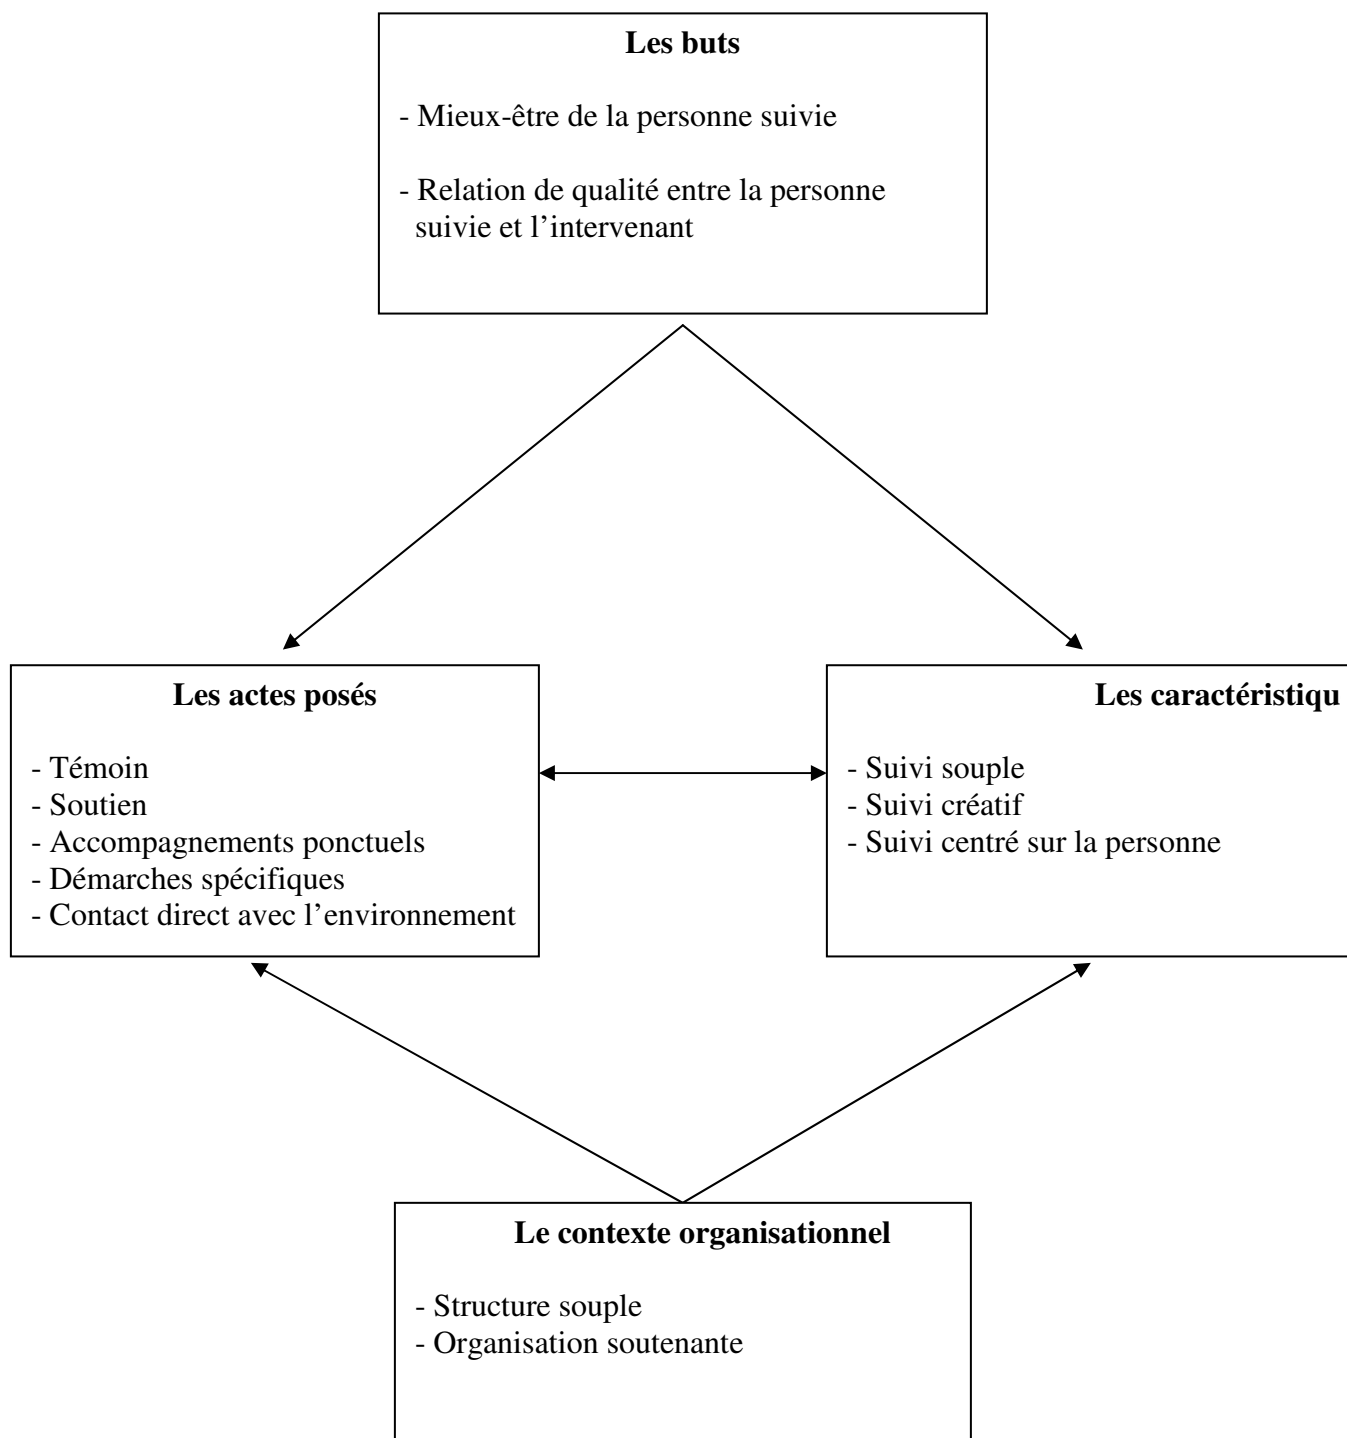 Les buts
- Mieux-être de la personne suivie
- Relation de qualité entre la personne
suivie et l’intervenant
Les actes posés
- Témoin
- Soutien
- Accompagnements ponctuels
- Démarches spécifiques
- Contact direct avec l’environnement
Les caractéristiqu
- Suivi souple
- Suivi créatif
- Suivi centré sur la personne
Le contexte organisationnel
- Structure souple
- Organisation soutenante